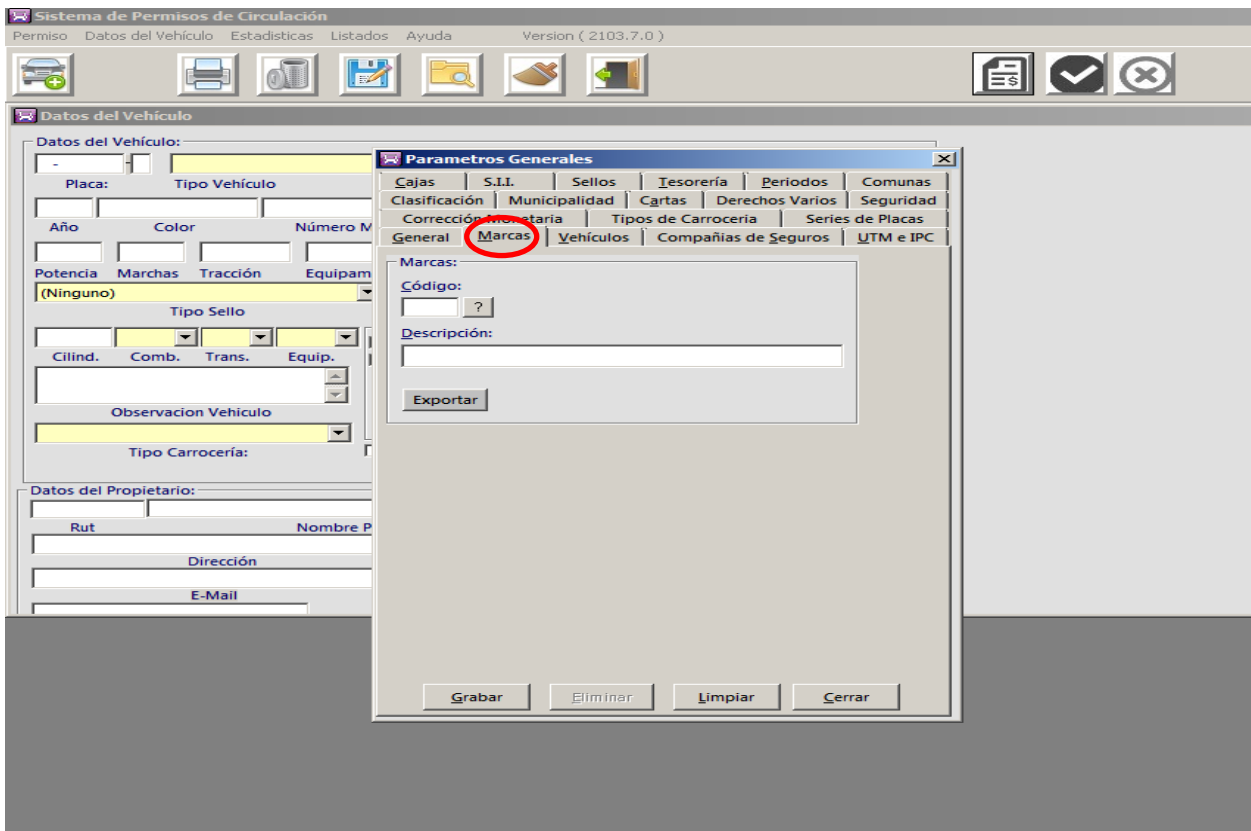 Sistema de Permisos de Circulación
Permiso Datos del Vehículo Estadisticas Listados Ayuda Version ( 2103.7.0 )
Datos del Vehículo
Datos del Vehículo:
- -
Placa: Tipo Vehículo
Año Color Número M
Potencia Marchas Tracción Equipam
(Ninguno)
Tipo Sello
Cilind. Comb. Trans. Equip.
Observacion Vehiculo
Tipo Carrocería:
Datos del Propietario:
Rut Nombre P
Dirección
E-Mail
Parametros Generales
Cajas S.I.I. Sellos Tesorería Periodos Comunas
Clasificación Municipalidad Cartas Derechos Varios Seguridad
Corrección Monetaria Tipos de Carroceria Series de Placas
General Marcas Vehículos Compañias de Seguros UTM e IPC
Marcas:
Código:
?
Descripción:
Exportar
Grabar Eliminar Limpiar Cerrar